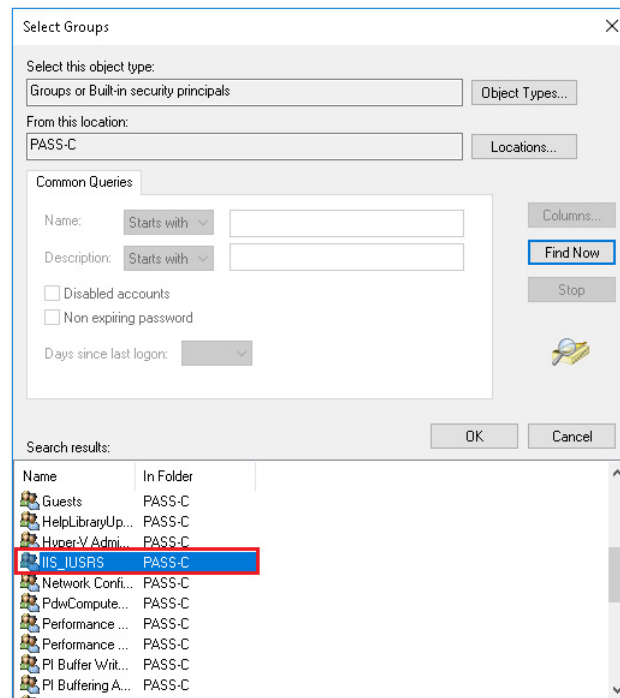 Select Groups
Select this object type:
Groups or Built-in security principals
Object Types...
From this location:
PASS-C
Locations...
Common Queries
Name:
Starts with
Columns...
Description:
Starts with
Find Now
Disabled accounts
Stop
Non expiring password
Days since last logon:
OK
Cancel
Search results:
Name In Folder
Guests PASS-C
HelpLibraryUp... PASS-C
Hyper-V Admi... PASS-C
IIS_IUSRS PASS-C
Network Confi... PASS-C
PdwCompute... PASS-C
Performance ... PASS-C
Performance ... PASS-C
PI Buffer Writ... PASS-C
PI Buffering A... PASS-C